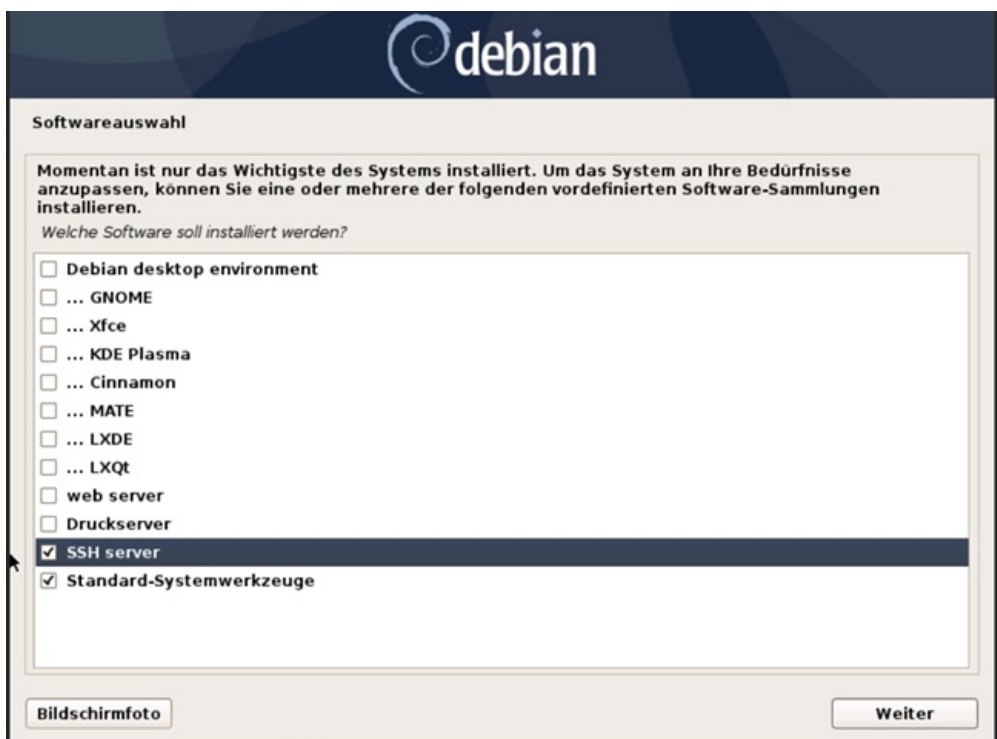 debian
Softwareauswahl
Momentan ist nur das Wichtigste des Systems installiert. Um das System an Ihre Bedürfnisse
anzupassen, können Sie eine oder mehrere der folgenden vordefinierten Software-Sammlungen
installieren.
Welche Software soll installiert werden?
Debian desktop environment
... GNOME
... Xfce
... KDE Plasma
... Cinnamon
... MATE
... LXDE
... LXQt
web server
Druckserver
SSH server
Standard-Systemwerkzeuge
Bildschirmfoto
Weiter